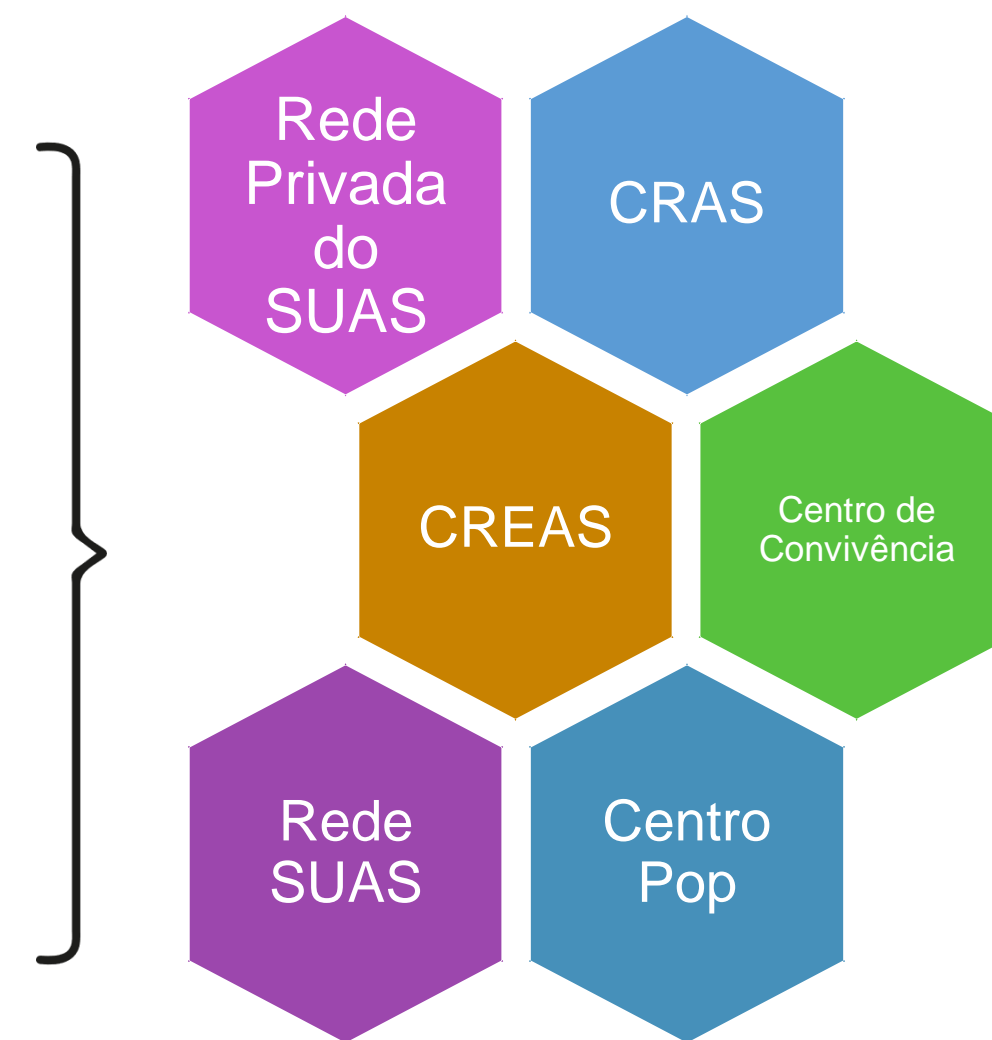 Rede
Privada
do
SUAS
CRAS
CREAS
Centro de
Convivência
Rede
SUAS
Centro
Pop